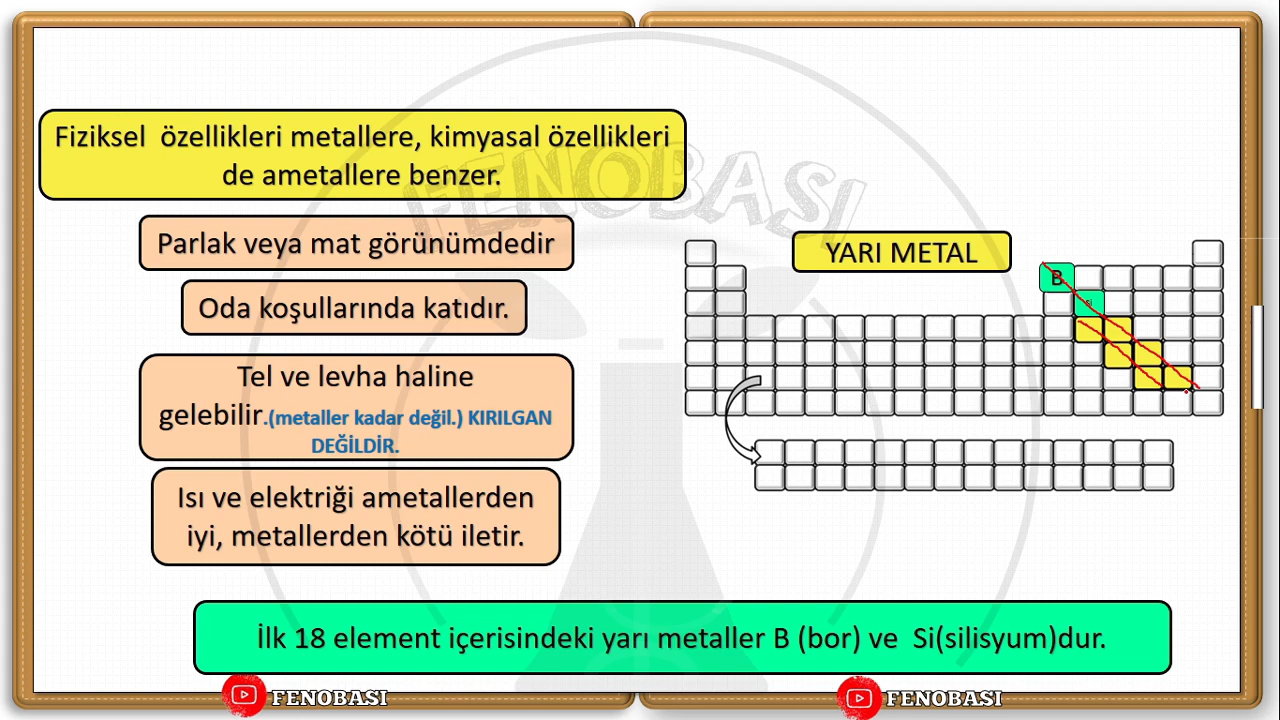 Fiziksel özellikleri metallere, kimyasal özellikleri
de ametallere benzer.
FENOBASI
Parlak veya mat görünümdedir
YARI METAL
B
Si
Oda koşullarında katıdır.
Tel ve levha haline
gelebilir.(metaller kadar değil.) KIRILGAN
DEĞİLDİR.
Isı ve elektriği ametallerden
iyi, metallerden kötü iletir.
İlk 18 element içerisindeki yarı metaller B (bor) ve Si(silisyum)dur.
FENOBASI
FENOBASI